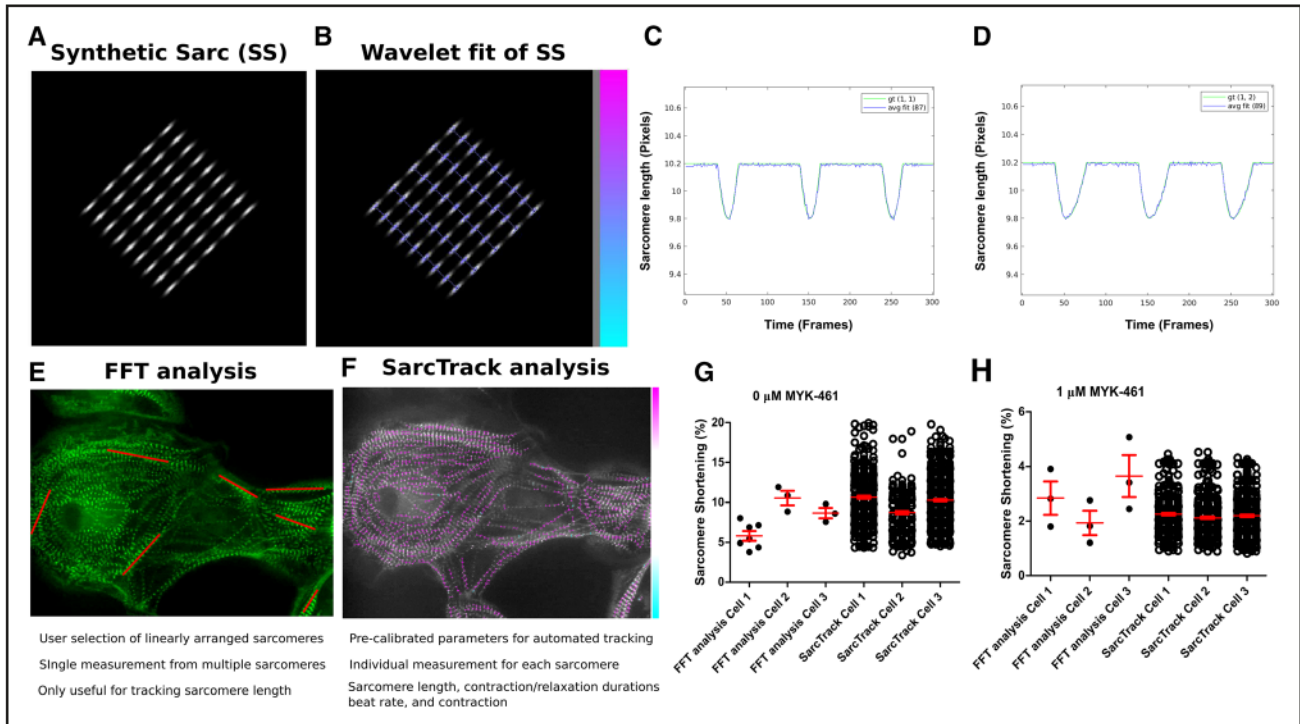 A
Synthetic Sarc (SS)
B
Wavelet fit of SS
C
Sarcomere length (Pixels)
10.6
10.4
10.2
10
9.8
9.6
9.4
gt (1, 1)
avg fit (87)
0
50
100
150
200
250
300
Time (Frames)
D
Sarcomere length (Pixels)
10.6
10.4
10.2
10
9.8
9.6
9.4
gt (1, 2)
avg fit (89)
0
50
100
150
200
250
300
Time (Frames)
E
FFT analysis
User selection of linearly arranged sarcomeres
SIngle measurement from multiple sarcomeres
Only useful for tracking sarcomere length
F
SarcTrack analysis
Pre-calibrated parameters for automated tracking
Individual measurement for each sarcomere
Sarcomere length, contraction/relaxation durations
beat rate, and contraction
G
0 μM MYK-461
Sarcomere Shortening (%)
20
15
10
5
0
FFT analysis Cell 1
FFT analysis Cell 2
FFT analysis Cell 3
SarcTrack Cell 1
SarcTrack Cell 2
SarcTrack Cell 3
H
1 μM MYK-461
Sarcomere Shortening (%)
6
4
2
0
FFT analysis Cell 1
FFT analysis Cell 2
FFT analysis Cell 3
SarcTrack Cell 1
SarcTrack Cell 2
SarcTrack Cell 3